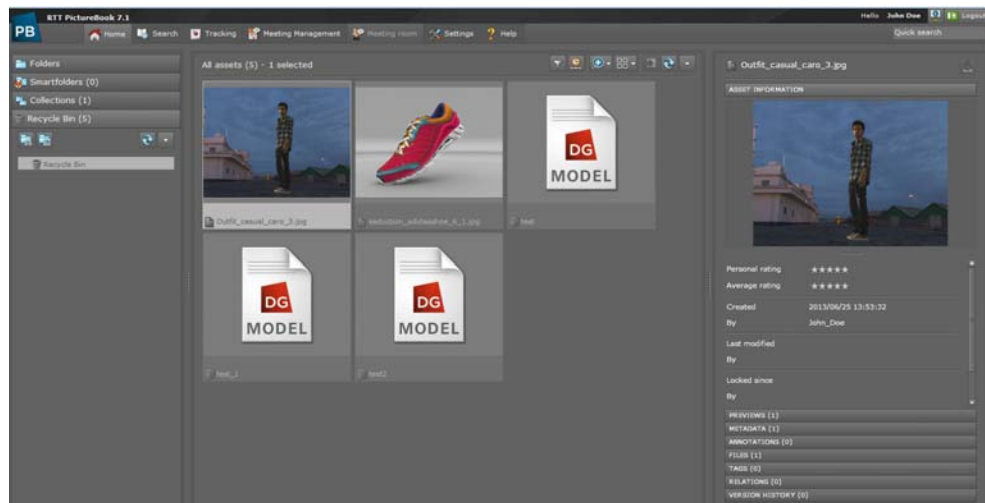 RTT PictureBook 7.1
Hello John Doe Logout
PB
Home Search Tracking Meeting Management Meeting room Settings Help
Quick search
Folders
Smartfolders (0)
Collections (1)
Recycle Bin (5)
Recycle Bin
All assets (5) - 1 selected
Outfit_casual_caro_3.jpg
test
DG
MODEL
DG
MODEL
DG
MODEL
test_1
test2
Outfit_casual_caro_3.jpg
ASSET INFORMATION
Personal rating ★★★★★
Average rating ★★★★★
Created 2013/06/25 13:53:32
By John_Doe
Last modified
By
Locked since
By
PREVIEWS (1)
METADATA (1)
ANNOTATIONS (0)
FILES (1)
TAGS (0)
RELATIONS (0)
VERSION HISTORY (0)